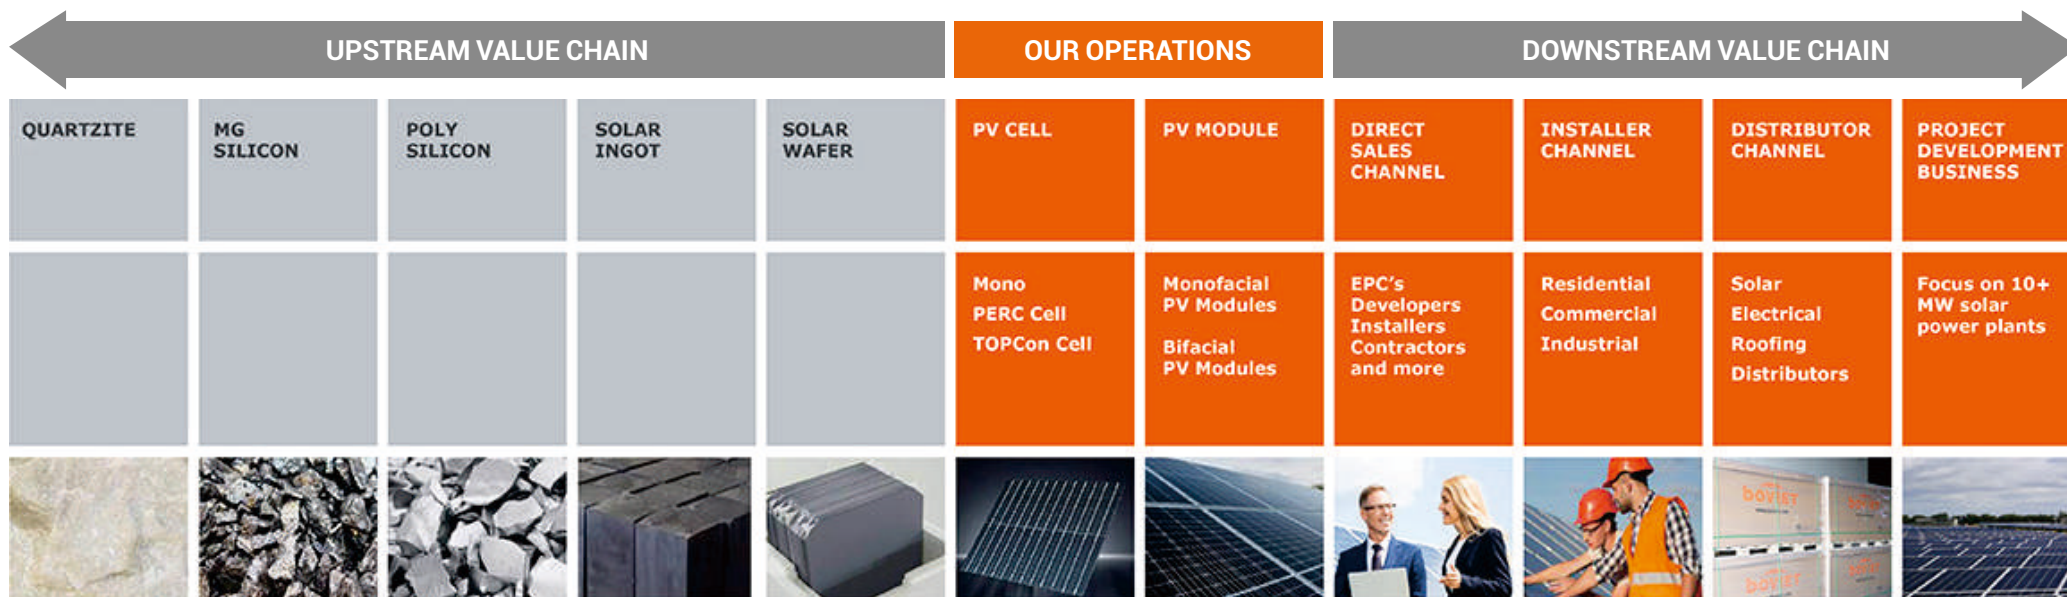 UPSTREAM VALUE CHAIN
OUR OPERATIONS
DOWNSTREAM VALUE CHAIN
QUARTZITE
MG
SILICON
POLY
SILICON
SOLAR
INGOT
SOLAR
WAFER
PV CELL
PV MODULE
DIRECT
SALES
CHANNEL
INSTALLER
CHANNEL
DISTRIBUTOR
CHANNEL
PROJECT
DEVELOPMENT
BUSINESS
Mono
PERC Cell
TOPCon Cell
Monofacial
PV Modules
Bifacial
PV Modules
EPC's
Developers
Installers
Contractors
and more
Residential
Commercial
Industrial
Solar
Electrical
Roofing
Distributors
Focus on 10+
MW solar
power plants